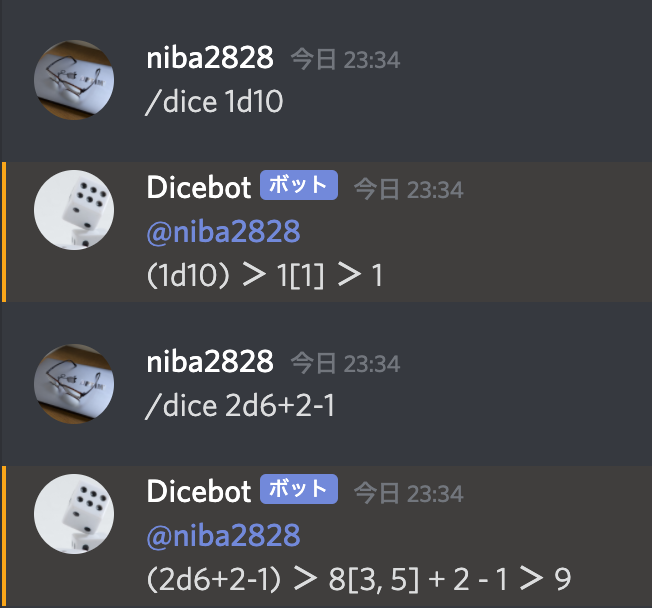 niba2828 今日 23:34
/dice 1d10
Dicebot ボット 今日 23:34
@niba2828
(1d10) ＞ 1[1] ＞ 1
niba2828 今日 23:34
/dice 2d6+2-1
Dicebot ボット 今日 23:34
@niba2828
(2d6+2-1) ＞ 8[3, 5] + 2 - 1 ＞ 9